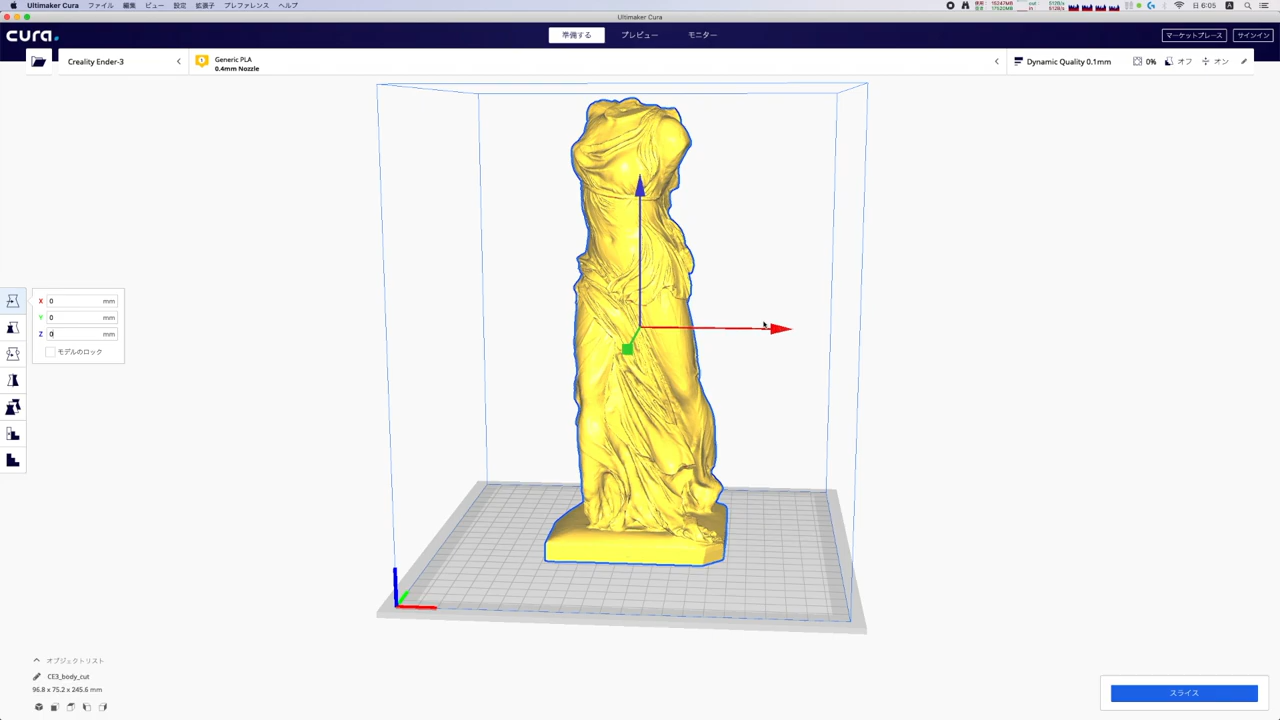 Ultimaker Cura ファイル 編集 ビュー 設定 拡張子 プレファレンス ヘルプ
日 6:05
Ultimaker Cura
cura.
準備する プレビュー モニター
マーケットプレース サインイン
Creality Ender-3
1
Generic PLA
0.4mm Nozzle
Dynamic Quality 0.1mm 0% オフ オン
X 0 mm
Y 0 mm
Z 0 mm
モデルのロック
オブジェクトリスト
CE3_body_cut
96.8 x 75.2 x 245.6 mm
スライス